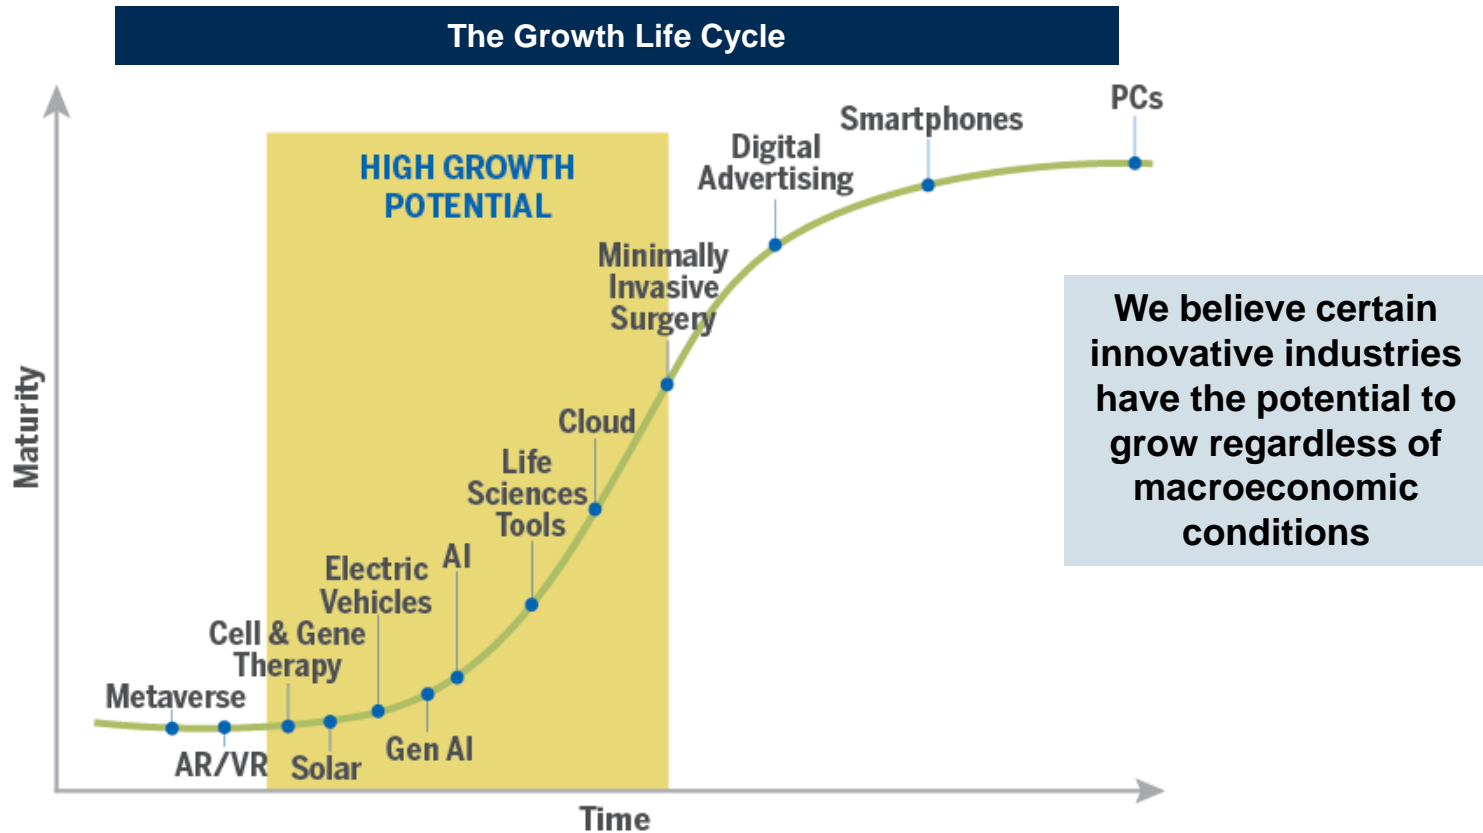 The Growth Life Cycle
PCs
Smartphones
Digital
Advertising
HIGH GROWTH
POTENTIAL
Minimally
Invasive
Surgery
We believe certain
innovative industries
have the potential to
grow regardless of
macroeconomic
conditions
Maturity
Cloud
Life
Sciences
Tools
AI
Electric
Vehicles
Cell & Gene
Therapy
Metaverse
AR/VR
Solar
Gen AI
Time